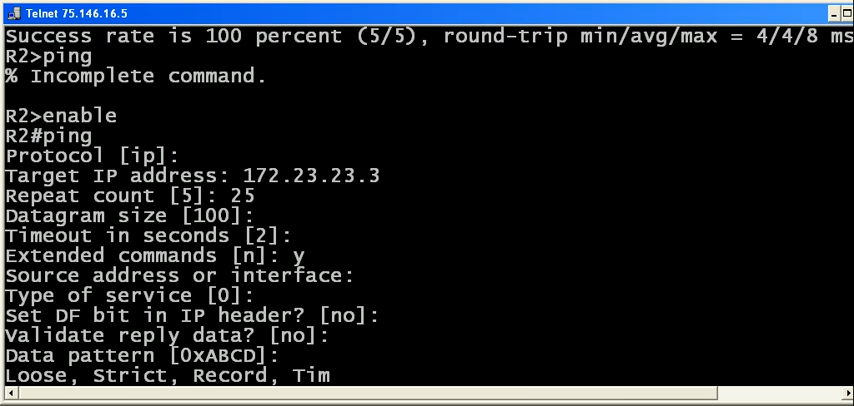 Telnet 75.146.16.5
Success rate is 100 percent (5/5), round-trip min/avg/max = 4/4/8 ms
R2>ping
% Incomplete command.
R2>enable
R2#ping
Protocol [ip]:
Target IP address: 172.23.23.3
Repeat count [5]: 25
Datagram size [100]:
Timeout in seconds [2]:
Extended commands [n]: y
Source address or interface:
Type of service [0]:
Set DF bit in IP header? [no]:
Validate reply data? [no]:
Data pattern [0xABCD]:
Loose, Strict, Record, Tim